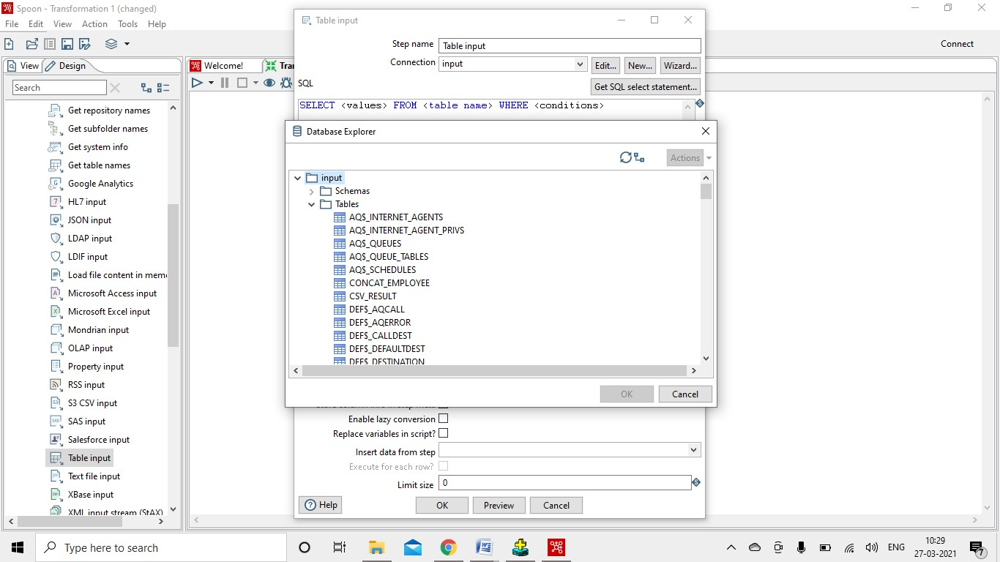 Spoon - Transformation 1 (changed)
File Edit View Action Tools Help
Connect
View Design
Search
Get repository names
Get subfolder names
Get system info
Get table names
Google Analytics
HL7 input
JSON input
LDAP input
LDIF input
Load file content in mem
Microsoft Access input
Microsoft Excel input
Mondrian input
OLAP input
Property input
RSS input
S3 CSV input
SAS input
Salesforce input
Table input
Text file input
XBase input
XML input stream (StAX)
Welcome! Tra
Table input
Step name Table input
Connection input Edit... New... Wizard...
SQL Get SQL select statement...
SELECT <values> FROM <table name> WHERE <conditions>
Database Explorer
Actions
input
Schemas
Tables
AQ$_INTERNET_AGENTS
AQ$_INTERNET_AGENT_PRIVS
AQ$_QUEUES
AQ$_QUEUE_TABLES
AQ$_SCHEDULES
CONCAT_EMPLOYEE
CSV_RESULT
DEF$_AQCALL
DEF$_AQERROR
DEF$_CALLDEST
DEF$_DEFAULTDEST
DEF$_DESTINATION
OK Cancel
Enable lazy conversion
Replace variables in script?
Insert data from step
Execute for each row?
Limit size 0
Help OK Preview Cancel
Type here to search
ENG 10:29
27-03-2021
7